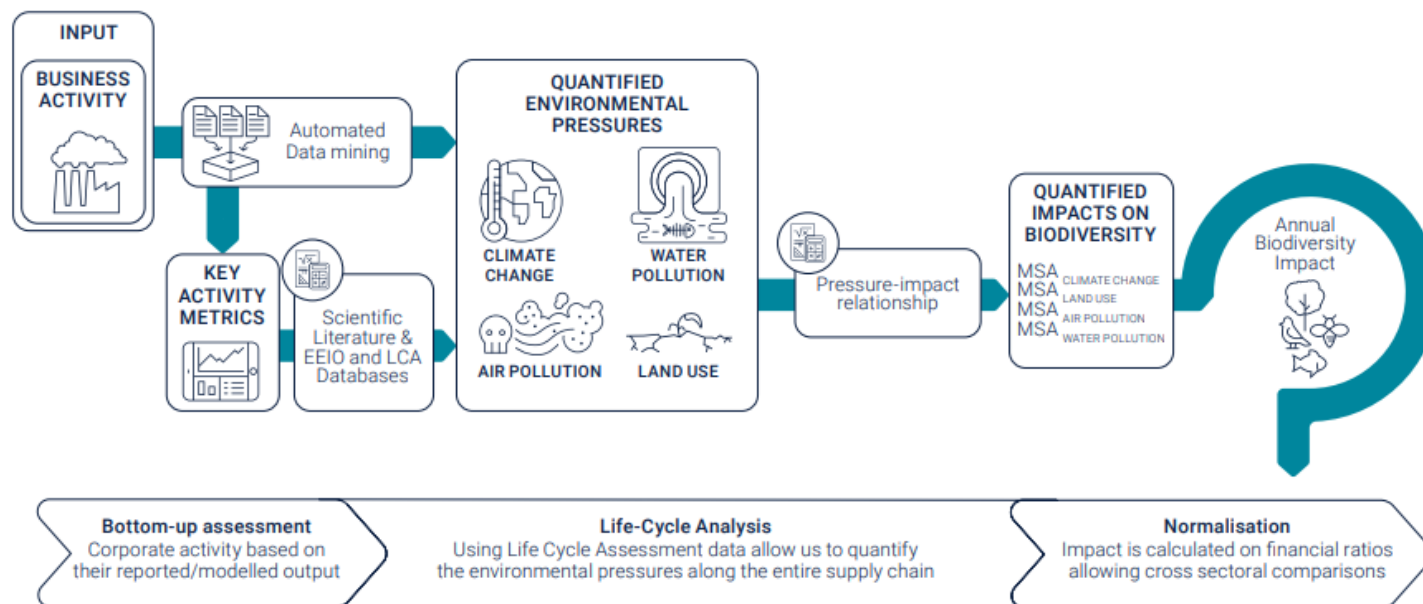 INPUT
BUSINESS
ACTIVITY
Automated
Data mining
KEY
ACTIVITY
METRICS
Scientific
Literature &
EEIO and LCA
Databases
QUANTIFIED
ENVIRONMENTAL
PRESSURES
CLIMATE
CHANGE
WATER
POLLUTION
AIR POLLUTION
LAND USE
Pressure-impact
relationship
QUANTIFIED
IMPACTS ON
BIODIVERSITY
MSA CLIMATE CHANGE
MSA LAND USE
MSA AIR POLLUTION
MSA WATER POLLUTION
Annual
Biodiversity
Impact
Bottom-up assessment
Corporate activity based on
their reported/modelled output
Life-Cycle Analysis
Using Life Cycle Assessment data allow us to quantify
the environmental pressures along the entire supply chain
Normalisation
Impact is calculated on financial ratios
allowing cross sectoral comparisons